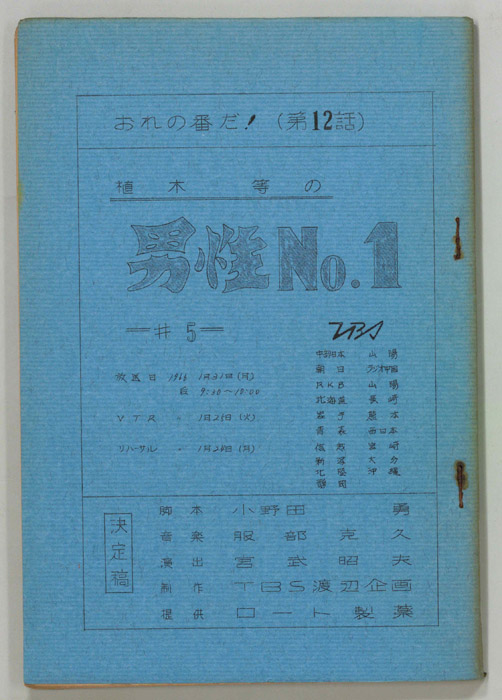 おれの番だ！（第12話）
植木 等の
男性No.1
＝# 5＝
TBS
放送日 1966 1月31日（月）
自 9:30〜10:00
VTR 〃 1月25日（火）
リハーサル 〃 1月24日（月）
中部日本 山陽
朝日 ラジオ中国
RKB 山陽
北海道 長崎
岩手 熊本
青森 西日本
仙台 宮崎
新潟 大分
北陸 沖縄
静岡
決定稿
脚本 小野田 勇
音楽 服部 克久
演出 宮武 昭夫
制作 TBS渡辺企画
提供 ロート製薬